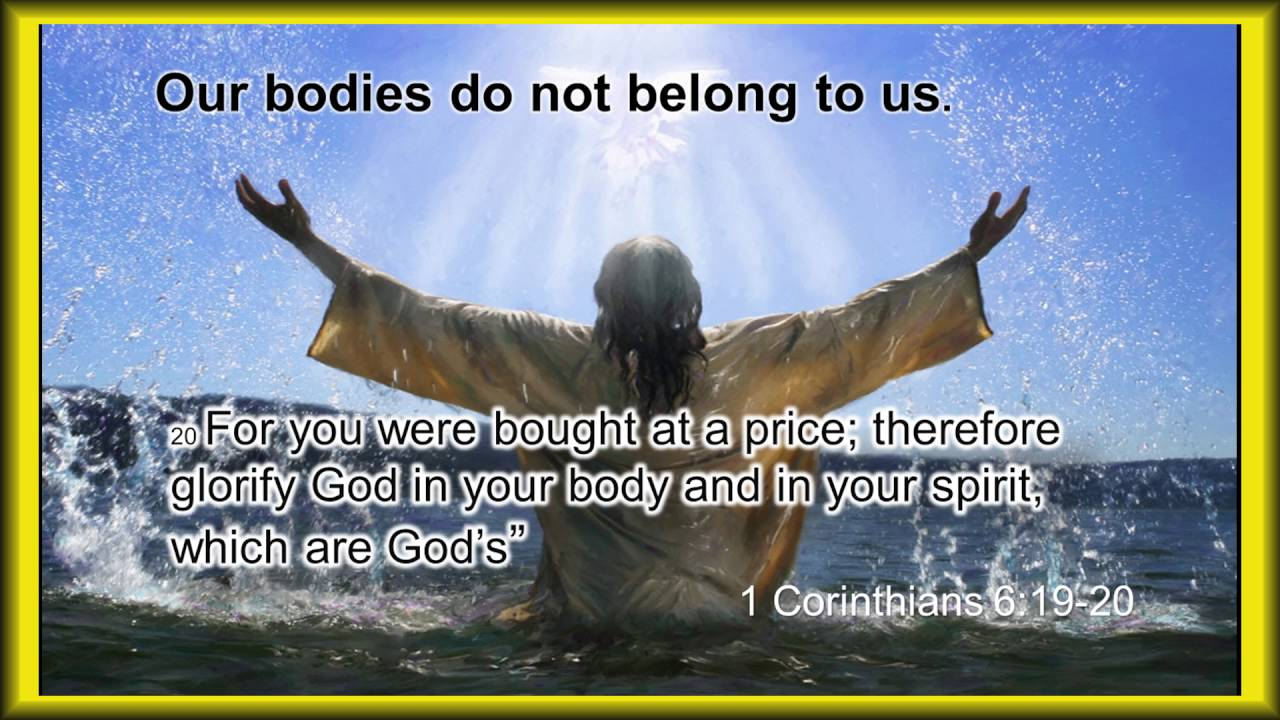 Our bodies do not belong to us.
20 For you were bought at a price; therefore
glorify God in your body and in your spirit,
which are God’s”
1 Corinthians 6:19-20